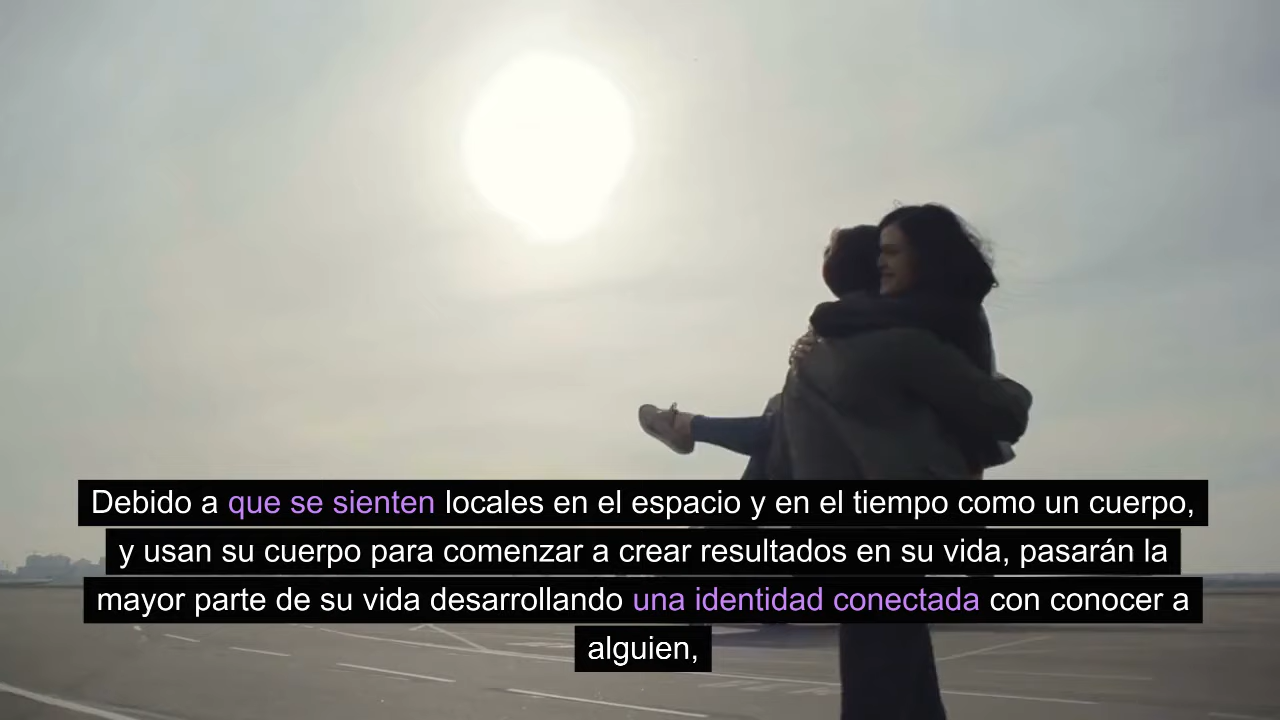 Debido a que se sienten locales en el espacio y en el tiempo como un cuerpo,
y usan su cuerpo para comenzar a crear resultados en su vida, pasarán la
mayor parte de su vida desarrollando una identidad conectada con conocer a
alguien,